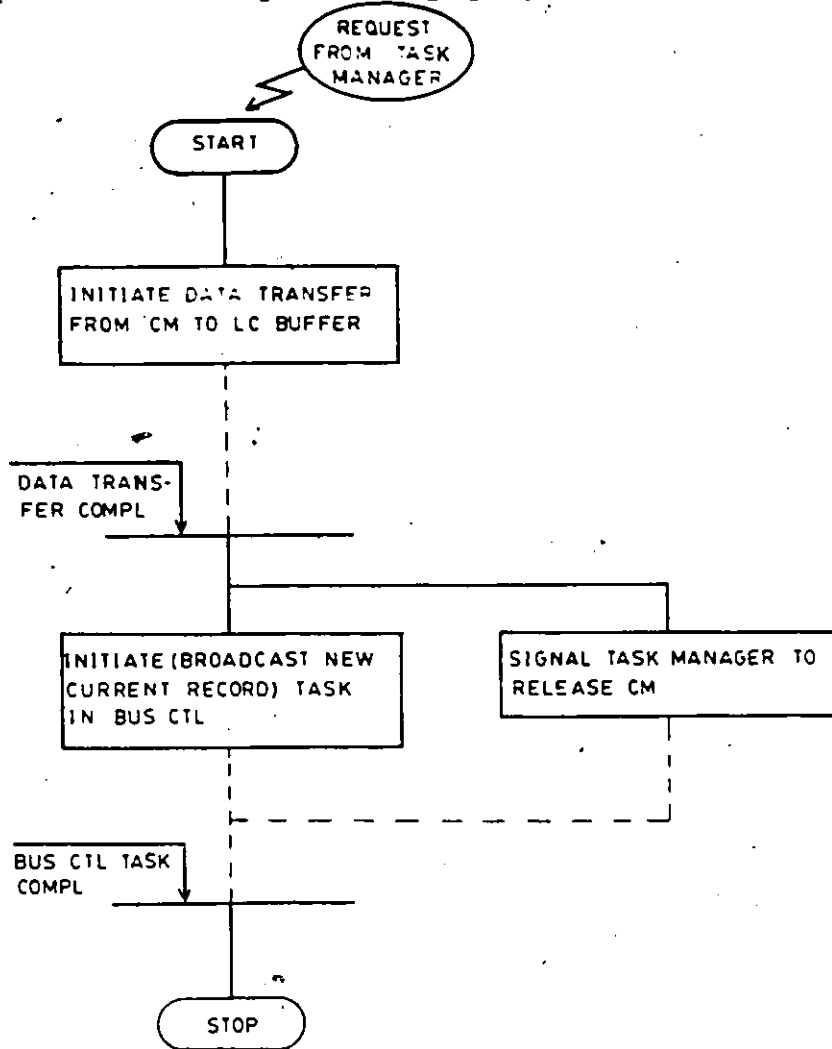 REQUEST
FROM TASK
MANAGER
START
INITIATE DATA TRANSFER
FROM CM TO LC BUFFER
DATA TRANS-
FER COMPL
INITIATE (BROADCAST NEW
CURRENT RECORD) TASK
IN BUS CTL
SIGNAL TASK MANAGER TO
RELEASE CM
BUS CTL TASK
COMPL
STOP